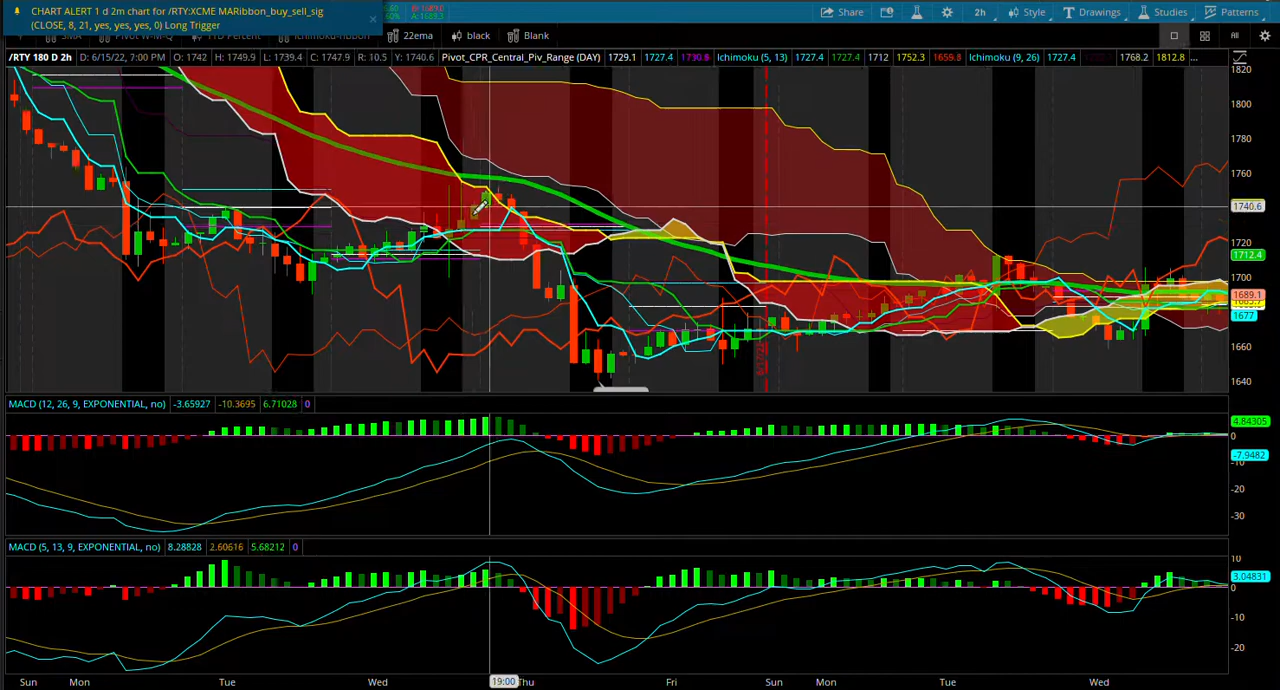 CHART ALERT 1 d 2m chart for /RTY:XCME MARibbon_buy_sell_sig
(CLOSE, 8, 21, yes, yes, yes, 0) Long Trigger
Share 2h Style Drawings Studies Patterns
22ema black Blank All
/RTY 180 D 2h D: 6/15/22, 7:00 PM O: 1742 H: 1749.9 L: 1739.4 C: 1747.9 R: 10.5 Y: 1740.6 Pivot_CPR_Central_Piv_Range (DAY) 1729.1 1727.4 1730.8 Ichimoku (5, 13) 1727.4 1727.4 1712 1752.3 1659.3 Ichimoku (9, 26) 1727.4 1768.2 1812.8 ...
1820
1800
1780
1760
1740.6
1720
1712.4
1700
1689.1
1677
1660
1640
MACD (12, 26, 9, EXPONENTIAL, no) -3.65927 -10.3695 6.71028 0
4.84305
0
-7.9482
-10
-20
-30
MACD (5, 13, 9, EXPONENTIAL, no) 8.28828 2.60616 5.68212 0
10
3.04831
0
-10
-20
Sun Mon Tue Wed 19:00 Thu Fri Sun Mon Tue Wed